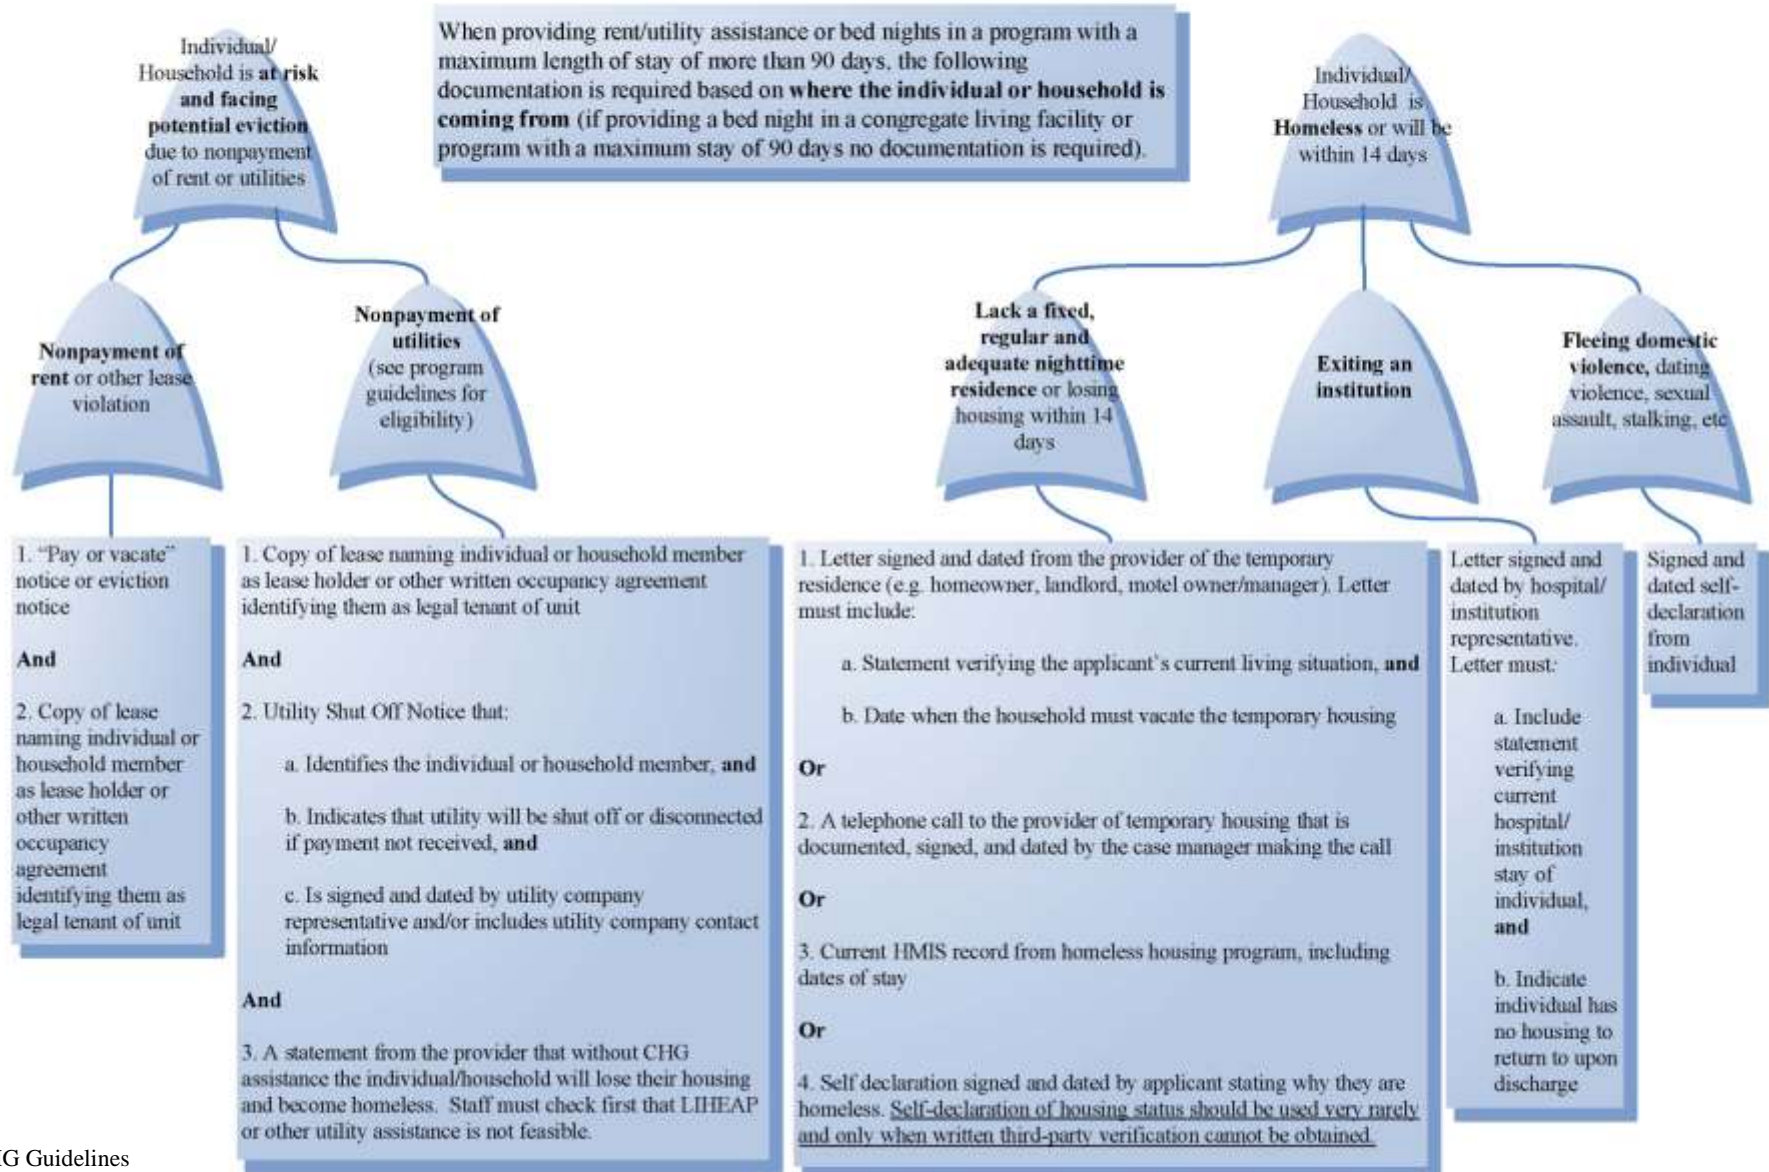 Individual/
Household is at risk
and facing
potential eviction
due to nonpayment
of rent or utilities
When providing rent/utility assistance or bed nights in a program with a
maximum length of stay of more than 90 days, the following
documentation is required based on where the individual or household is
coming from (if providing a bed night in a congregate living facility or
program with a maximum stay of 90 days no documentation is required).
Individual/
Household is
Homeless or will be
within 14 days
Nonpayment of
rent or other lease
violation
Nonpayment of
utilities
(see program
guidelines for
eligibility)
Lack a fixed,
regular and
adequate nighttime
residence or losing
housing within 14
days
Exiting an
institution
Fleeing domestic
violence, dating
violence, sexual
assault, stalking, etc
1. “Pay or vacate”
notice or eviction
notice
And
2. Copy of lease
naming individual or
household member
as lease holder or
other written
occupancy
agreement
identifying them as
legal tenant of unit
1. Copy of lease naming individual or household member
as lease holder or other written occupancy agreement
identifying them as legal tenant of unit
And
2. Utility Shut Off Notice that:
a. Identifies the individual or household member, and
b. Indicates that utility will be shut off or disconnected
if payment not received, and
c. Is signed and dated by utility company
representative and/or includes utility company contact
information
And
3. A statement from the provider that without CHG
assistance the individual/household will lose their housing
and become homeless. Staff must check first that LIHEAP
or other utility assistance is not feasible.
1. Letter signed and dated from the provider of the temporary
residence (e.g. homeowner, landlord, motel owner/manager). Letter
must include:
a. Statement verifying the applicant's current living situation, and
b. Date when the household must vacate the temporary housing
Or
2. A telephone call to the provider of temporary housing that is
documented, signed, and dated by the case manager making the call
Or
3. Current HMIS record from homeless housing program, including
dates of stay
Or
4. Self declaration signed and dated by applicant stating why they are
homeless. Self-declaration of housing status should be used very rarely
and only when written third-party verification cannot be obtained.
Letter signed and
dated by hospital/
institution
representative.
Letter must:
a. Include
statement
verifying
current
hospital/
institution
stay of
individual,
and
b. Indicate
individual has
no housing to
return to upon
discharge
Signed and
dated self-
declaration
from
individual
G Guidelines